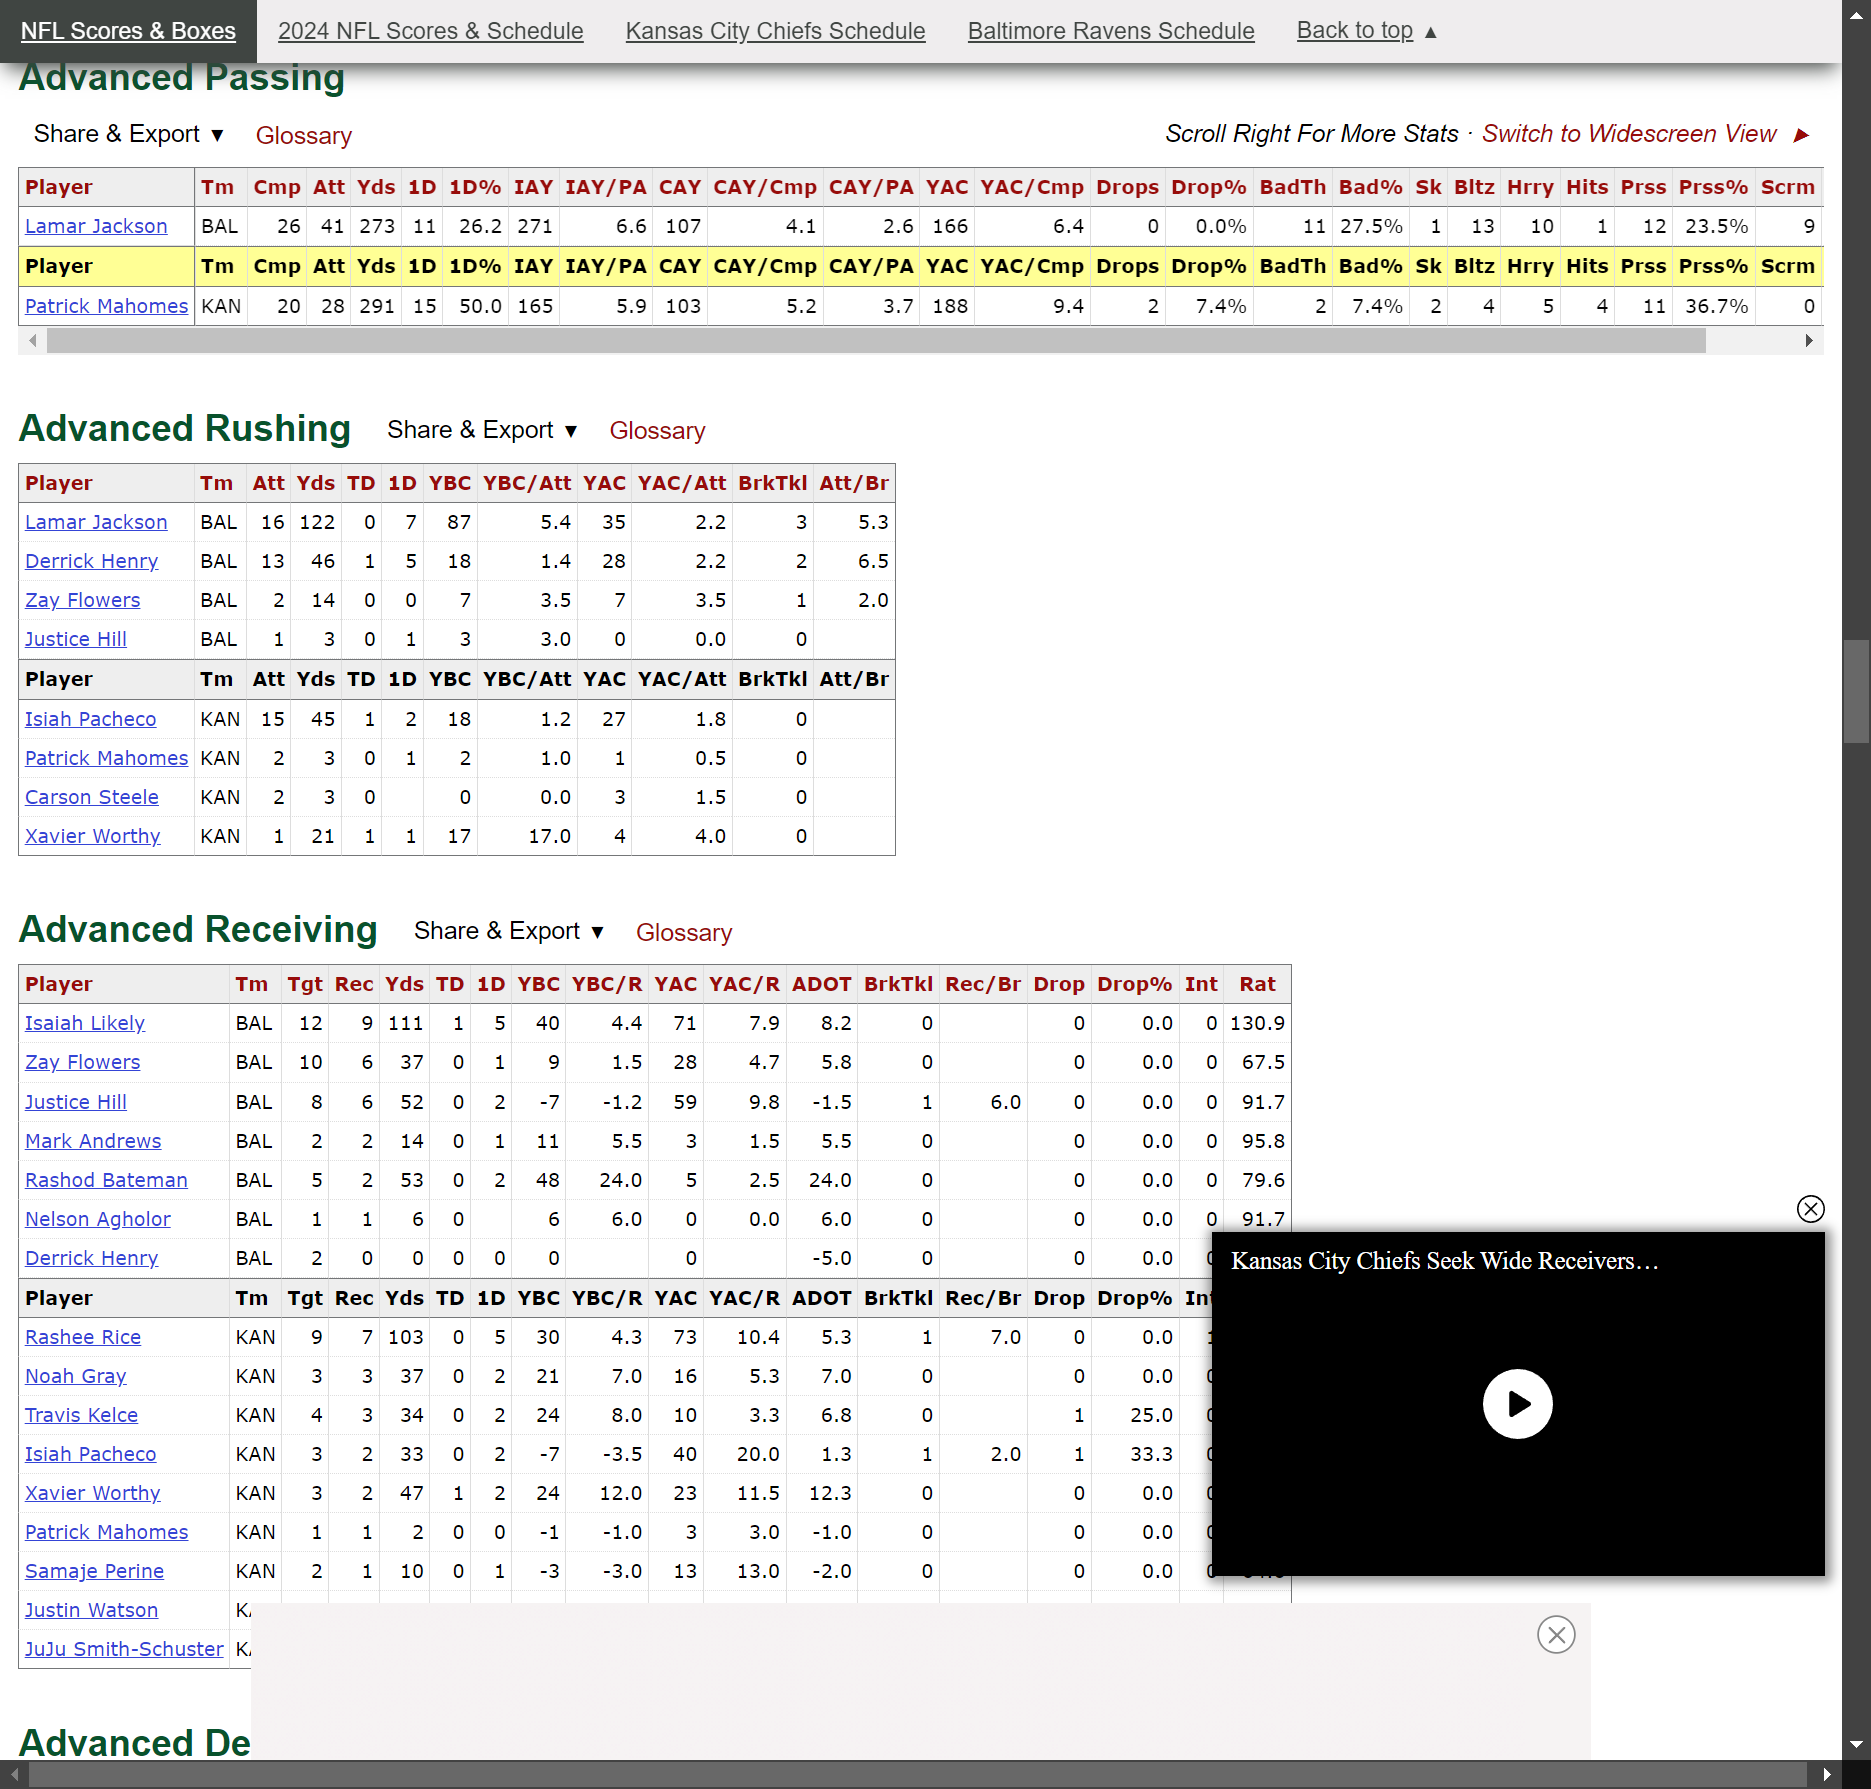 NFL Scores & Boxes 2024 NFL Scores & Schedule Kansas City Chiefs Schedule Baltimore Ravens Schedule Back to top ▲
Advanced Passing
Share & Export ▼ Glossary Scroll Right For More Stats · Switch to Widescreen View ►
Player Tm Cmp Att Yds 1D 1D% IAY IAY/PA CAY CAY/Cmp CAY/PA YAC YAC/Cmp Drops Drop% BadTh Bad% Sk Bltz Hrry Hits Prss Prss% Scrm
Lamar Jackson BAL 26 41 273 11 26.2 271 6.6 107 4.1 2.6 166 6.4 0 0.0% 11 27.5% 1 13 10 1 12 23.5% 9
Player Tm Cmp Att Yds 1D 1D% IAY IAY/PA CAY CAY/Cmp CAY/PA YAC YAC/Cmp Drops Drop% BadTh Bad% Sk Bltz Hrry Hits Prss Prss% Scrm
Patrick Mahomes KAN 20 28 291 15 50.0 165 5.9 103 5.2 3.7 188 9.4 2 7.4% 2 7.4% 2 4 5 4 11 36.7% 0
Advanced Rushing Share & Export ▼ Glossary
Player Tm Att Yds TD 1D YBC YBC/Att YAC YAC/Att BrkTkl Att/Br
Lamar Jackson BAL 16 122 0 7 87 5.4 35 2.2 3 5.3
Derrick Henry BAL 13 46 1 5 18 1.4 28 2.2 2 6.5
Zay Flowers BAL 2 14 0 0 7 3.5 7 3.5 1 2.0
Justice Hill BAL 1 3 0 1 3 3.0 0 0.0 0
Player Tm Att Yds TD 1D YBC YBC/Att YAC YAC/Att BrkTkl Att/Br
Isiah Pacheco KAN 15 45 1 2 18 1.2 27 1.8 0
Patrick Mahomes KAN 2 3 0 1 2 1.0 1 0.5 0
Carson Steele KAN 2 3 0 0 0.0 3 1.5 0
Xavier Worthy KAN 1 21 1 1 17 17.0 4 4.0 0
Advanced Receiving Share & Export ▼ Glossary
Player Tm Tgt Rec Yds TD 1D YBC YBC/R YAC YAC/R ADOT BrkTkl Rec/Br Drop Drop% Int Rat
Isaiah Likely BAL 12 9 111 1 5 40 4.4 71 7.9 8.2 0 0 0.0 0 130.9
Zay Flowers BAL 10 6 37 0 1 9 1.5 28 4.7 5.8 0 0 0.0 0 67.5
Justice Hill BAL 8 6 52 0 2 -7 -1.2 59 9.8 -1.5 1 6.0 0 0.0 0 91.7
Mark Andrews BAL 2 2 14 0 1 11 5.5 3 1.5 5.5 0 0 0.0 0 95.8
Rashod Bateman BAL 5 2 53 0 2 48 24.0 5 2.5 24.0 0 0 0.0 0 79.6
Nelson Agholor BAL 1 1 6 0 6 6.0 0 0.0 6.0 0 0 0.0 0 91.7
Derrick Henry BAL 2 0 0 0 0 0 0 -5.0 0 0 0.0
Kansas City Chiefs Seek Wide Receivers…
Player Tm Tgt Rec Yds TD 1D YBC YBC/R YAC YAC/R ADOT BrkTkl Rec/Br Drop Drop% Int
Rashee Rice KAN 9 7 103 0 5 30 4.3 73 10.4 5.3 1 7.0 0 0.0
Noah Gray KAN 3 3 37 0 2 21 7.0 16 5.3 7.0 0 0 0.0
Travis Kelce KAN 4 3 34 0 2 24 8.0 10 3.3 6.8 0 1 25.0
Isiah Pacheco KAN 3 2 33 0 2 -7 -3.5 40 20.0 1.3 1 2.0 1 33.3
Xavier Worthy KAN 3 2 47 1 2 24 12.0 23 11.5 12.3 0 0 0.0
Patrick Mahomes KAN 1 1 2 0 0 -1 -1.0 3 3.0 -1.0 0 0 0.0
Samaje Perine KAN 2 1 10 0 1 -3 -3.0 13 13.0 -2.0 0 0 0.0
Justin Watson
JuJu Smith-Schuster
Advanced De